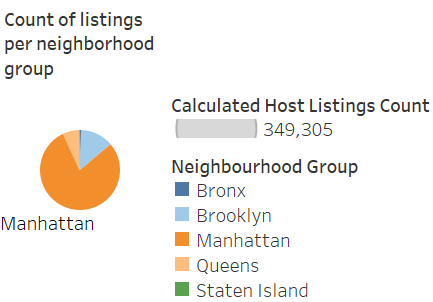 Count of listings
per neighborhood
group
Calculated Host Listings Count
349,305
Neighbourhood Group
Bronx
Brooklyn
Manhattan
Queens
Staten Island
Manhattan